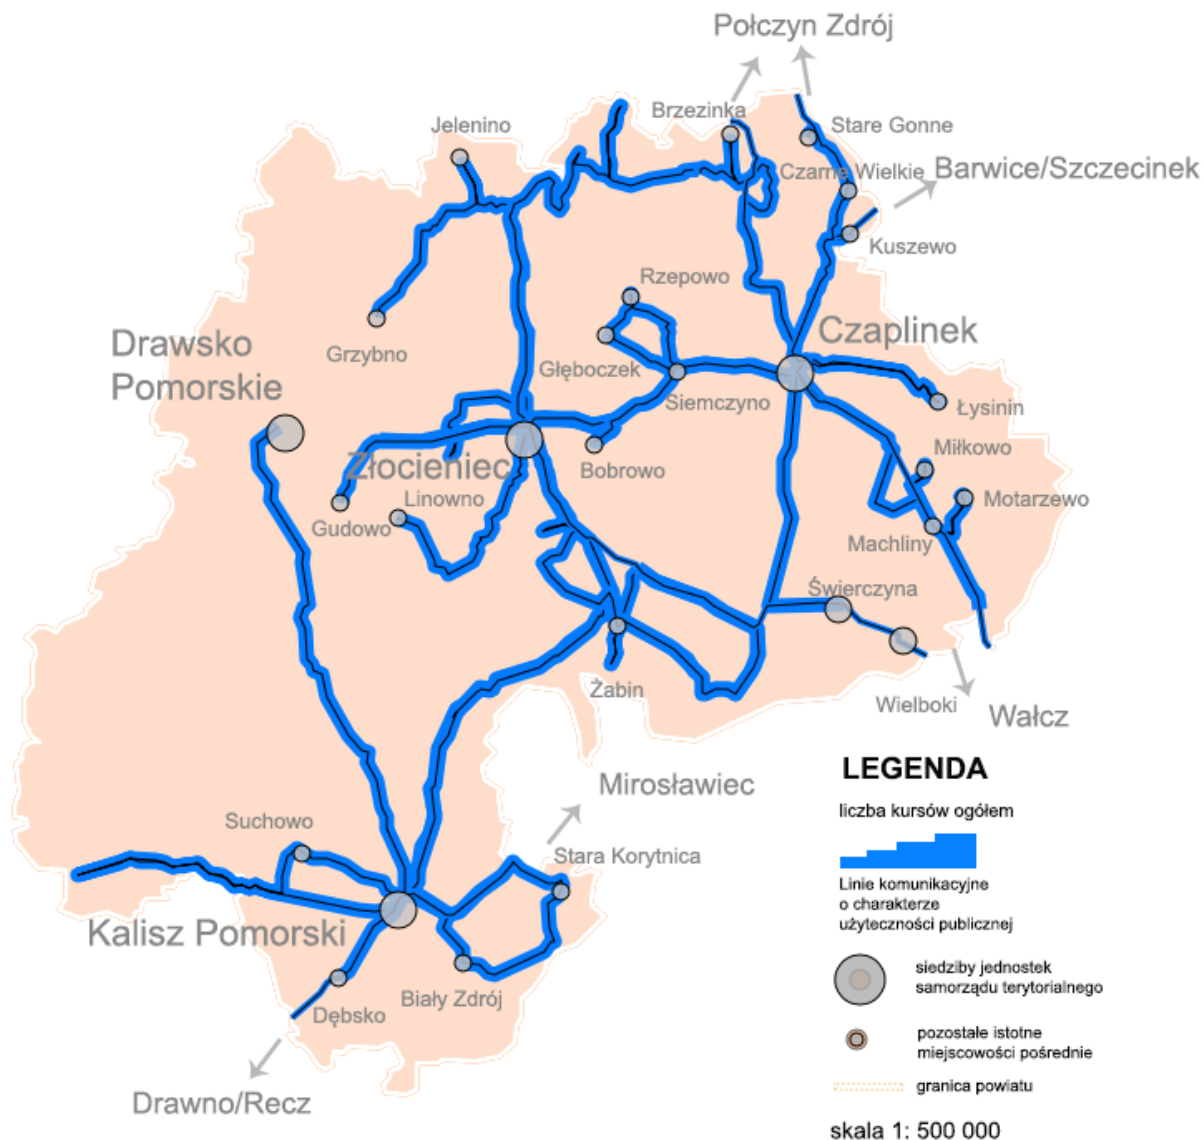 Połczyn Zdrój
Brzezinka
Jelenino
Stare Gonne
Czarne Wielkie
Barwice/Szczecinek
Kuszewo
Rzepowo
Drawsko
Pomorskie
Czaplinek
Grzybno
Głęboczek
Siemczyno
Łysinin
Złocieniec
Bobrowo
Miłkowo
Linowno
Motarzewo
Gudowo
Machliny
Świerczyna
Żabin
Wielboki
Wałcz
LEGENDA
Mirosławiec
liczba kursów ogółem
Suchowo
Stara Korytnica
Linie komunikacyjne
o charakterze
użyteczności publicznej
Kalisz Pomorski
siedziby jednostek
samorządu terytorialnego
Biały Zdrój
Dębsko
pozostałe istotne
miejscowości pośrednie
granica powiatu
Drawno/Recz
skala 1: 500 000